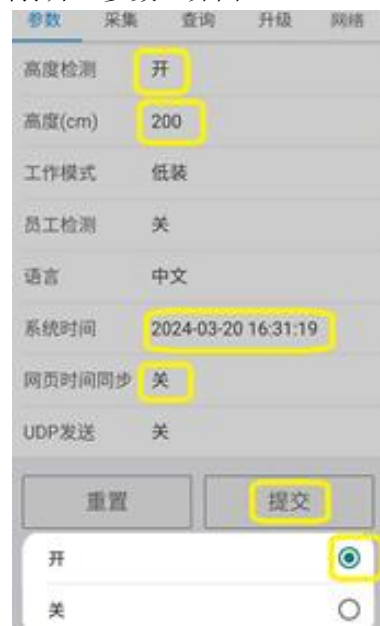 参数 采集 查询 升级 网络
高度检测 开
高度(cm) 200
工作模式 低装
员工检测 关
语言 中文
系统时间 2024-03-20 16:31:19
网页时间同步 关
UDP发送 关
重置 提交
开
关